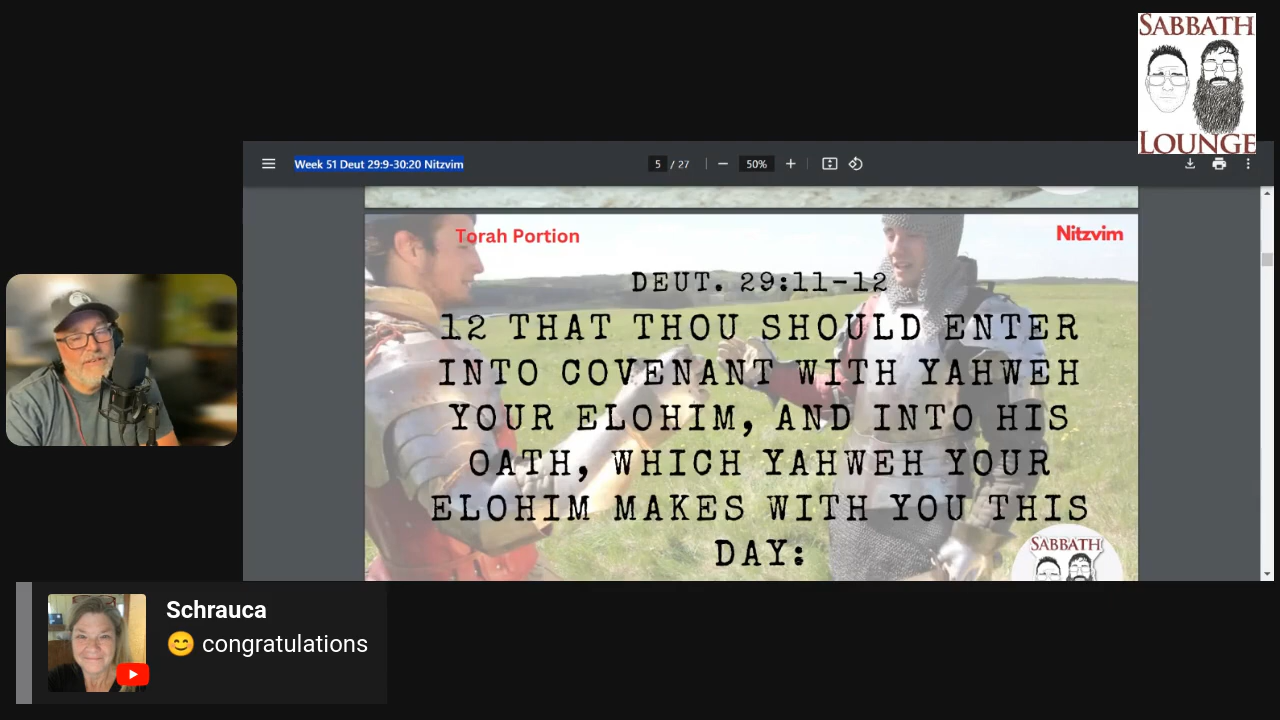 SABBATH
LOUNGE
Week 51 Deut 29:9-30:20 Nitzvim
5 / 27
50%
Torah Portion
Nitzvim
DEUT. 29:11-12
12 THAT THOU SHOULD ENTER
INTO COVENANT WITH YAHWEH
YOUR ELOHIM, AND INTO HIS
OATH, WHICH YAHWEH YOUR
ELOHIM MAKES WITH YOU THIS
DAY:
SABBATH
Schrauca
😊 congratulations